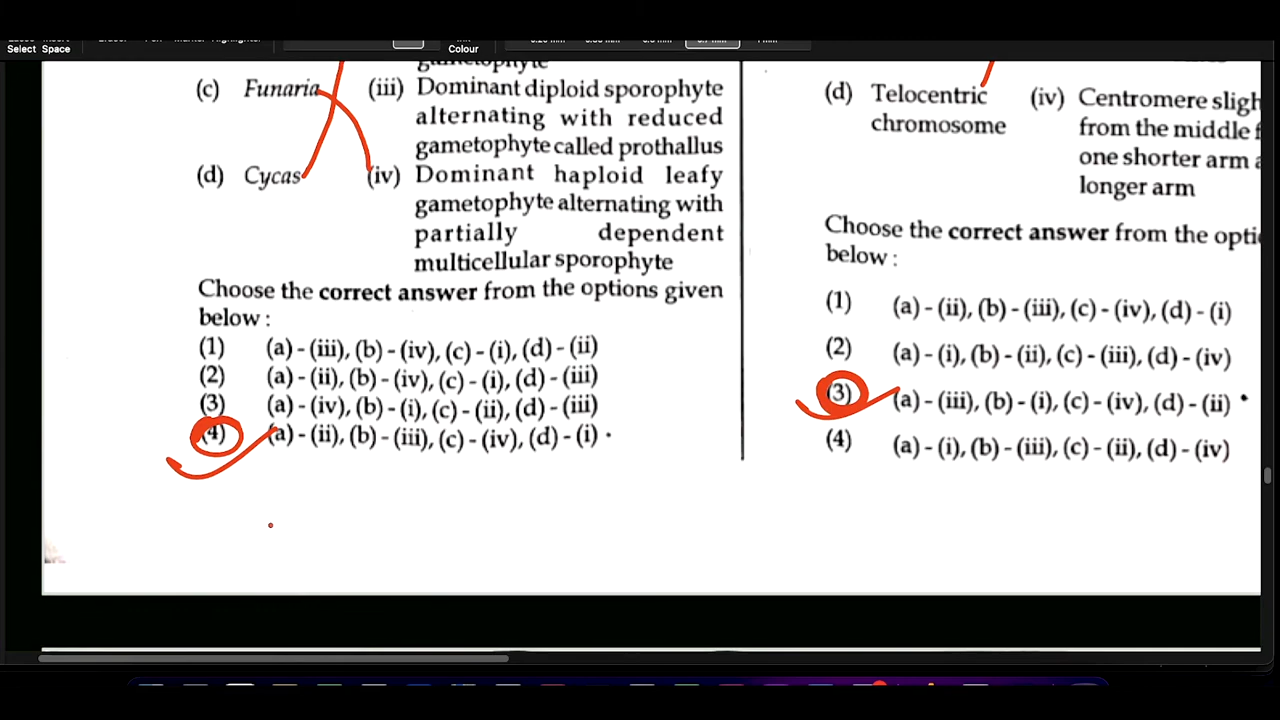 Select
Space
Colour
gametophyte
(c) Funaria (iii) Dominant diploid sporophyte
alternating with reduced
gametophyte called prothallus
(d) Cycas (iv) Dominant haploid leafy
gametophyte alternating with
partially dependent
multicellular sporophyte
Choose the correct answer from the options given
below :
(1) (a) - (iii), (b) - (iv), (c) - (i), (d) - (ii)
(2) (a) - (ii), (b) - (iv), (c) - (i), (d) - (iii)
(3) (a) - (iv), (b) - (i), (c) - (ii), (d) - (iii)
(4) (a) - (ii), (b) - (iii), (c) - (iv), (d) - (i)
(d) Telocentric (iv) Centromere sligh
chromosome from the middle f
one shorter arm a
longer arm
Choose the correct answer from the opti
below :
(1) (a) - (ii), (b) - (iii), (c) - (iv), (d) - (i)
(2) (a) - (i), (b) - (ii), (c) - (iii), (d) - (iv)
(3) (a) - (iii), (b) - (i), (c) - (iv), (d) - (ii)
(4) (a) - (i), (b) - (iii), (c) - (ii), (d) - (iv)